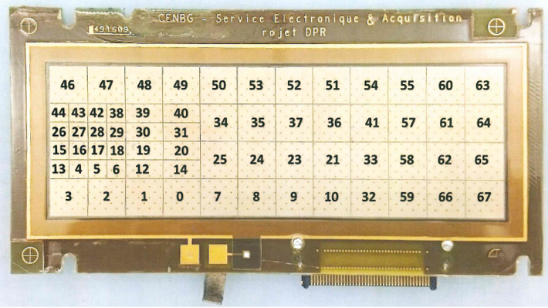 CENBG - Service Electronique & Acquisition
rojet DPR
46 47 48 49 50 53 52 51 54 55 60 63
44 43 42 38 39 40
34 35 37 36 41 57 61 64
26 27 28 29 30 31
15 16 17 18 19 20
25 24 23 21 33 58 62 65
13 4 5 6 12 14
3 2 1 0 7 8 9 10 32 59 66 67